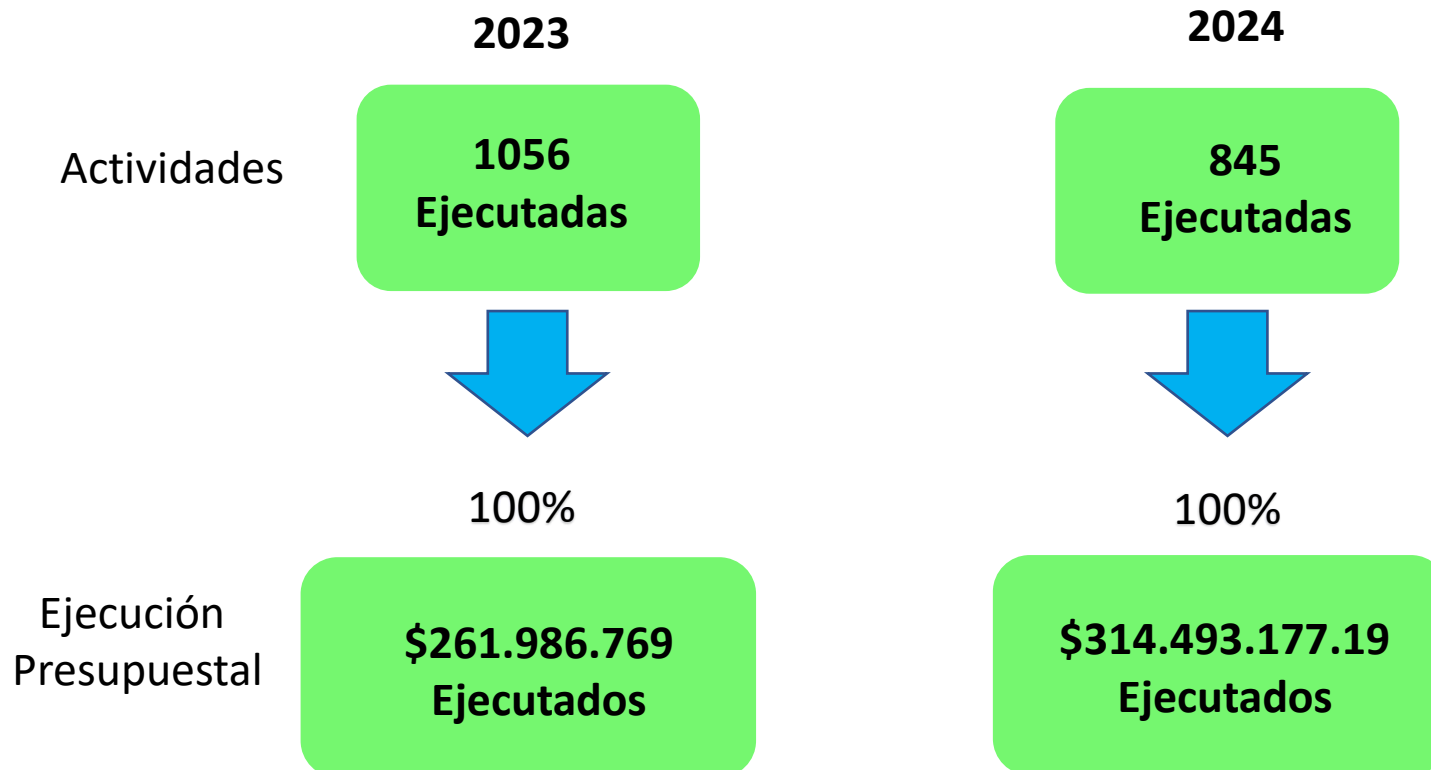 2023
2024
Actividades
1056
Ejecutadas
845
Ejecutadas
100%
100%
Ejecución
Presupuestal
$261.986.769
Ejecutados
$314.493.177.19
Ejecutados